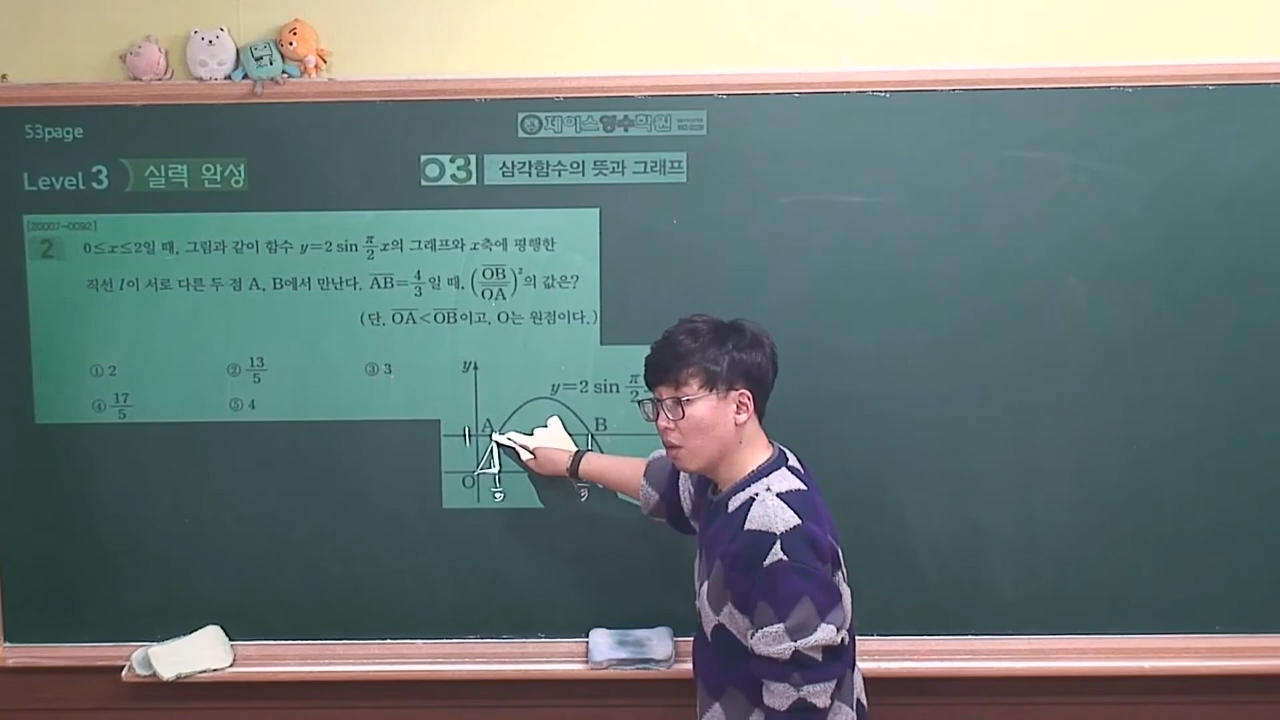 53page
제이스영수학원
Level 3 실력 완성
03 삼각함수의 뜻과 그래프
[20007-0092]
2 0≤x≤2일 때, 그림과 같이 함수 y=2 sin π/2 x의 그래프와 x축에 평행한
직선 l이 서로 다른 두 점 A, B에서 만난다. AB=4/3일 때, (OB/OA)²의 값은?
(단, OA<OB이고, O는 원점이다.)
① 2 ② 13/5 ③ 3
④ 17/5 ⑤ 4
y
y=2 sin π/2
A B
1
O 1/3